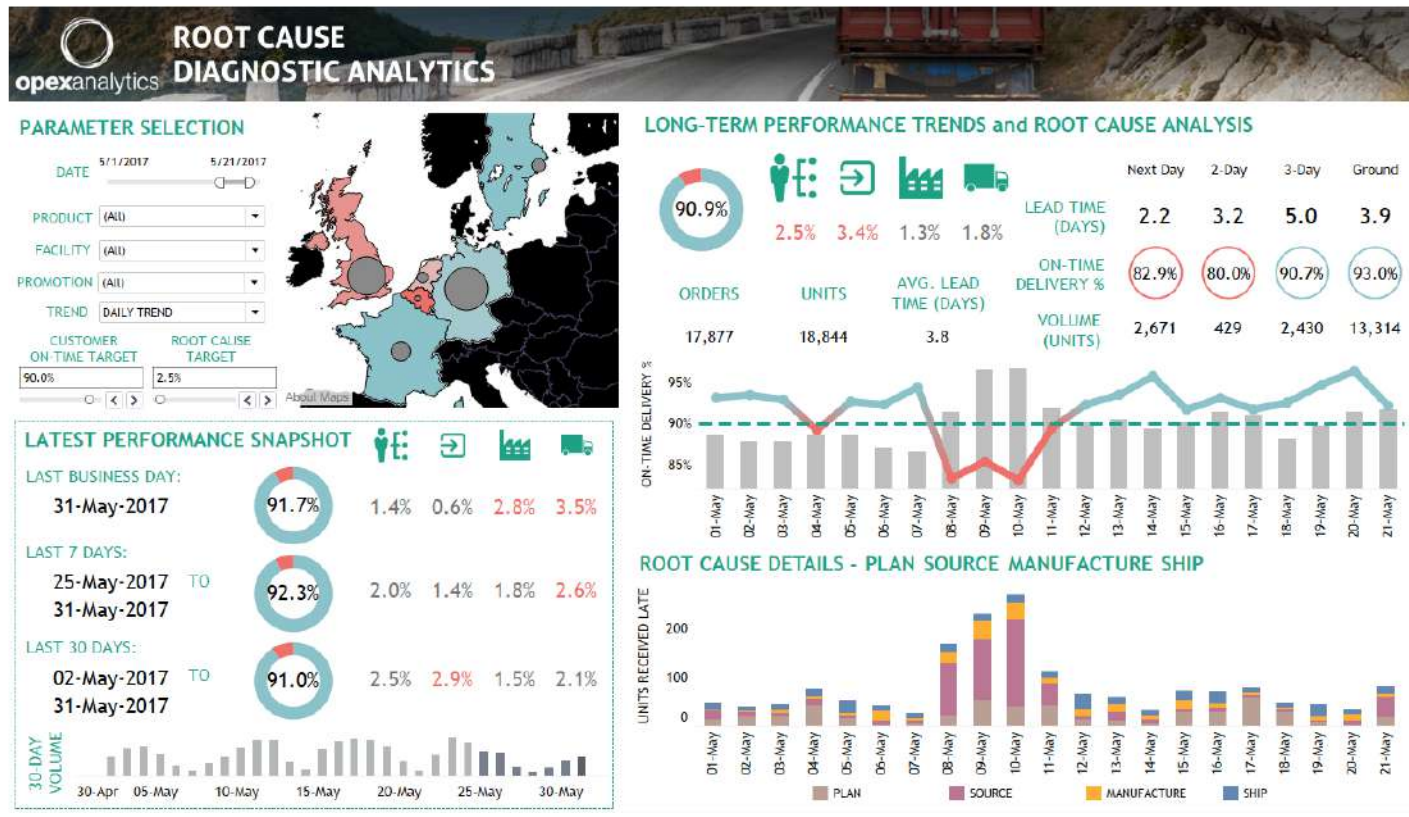 opexanalytics
ROOT CAUSE
DIAGNOSTIC ANALYTICS
PARAMETER SELECTION
DATE
5/1/2017
5/21/2017
PRODUCT (All)
FACILITY (All)
PROMOTION (All)
TREND DAILY TREND
CUSTOMER
ON-TIME TARGET
ROOT CAUSE
TARGET
90.0%
2.5%
About Maps
LATEST PERFORMANCE SNAPSHOT
LAST BUSINESS DAY:
31-May-2017
91.7%
1.4% 0.6% 2.8% 3.5%
LAST 7 DAYS:
25-May-2017 TO
31-May-2017
92.3%
2.0% 1.4% 1.8% 2.6%
LAST 30 DAYS:
02-May-2017 TO
31-May-2017
91.0%
2.5% 2.9% 1.5% 2.1%
30-DAY
VOLUME
30-Apr 05-May 10-May 15-May 20-May 25-May 30-May
LONG-TERM PERFORMANCE TRENDS and ROOT CAUSE ANALYSIS
90.9%
2.5% 3.4% 1.3% 1.8%
ORDERS
17,877
UNITS
18,844
AVG. LEAD
TIME (DAYS)
3.8
Next Day 2-Day 3-Day Ground
LEAD TIME
(DAYS)
2.2 3.2 5.0 3.9
ON-TIME
DELIVERY %
82.9% 80.0% 90.7% 93.0%
VOLUME
(UNITS)
2,671 429 2,430 13,314
ON-TIME DELIVERY %
95%
90%
85%
01-May 02-May 03-May 04-May 05-May 06-May 07-May 08-May 09-May 10-May 11-May 12-May 13-May 14-May 15-May 16-May 17-May 18-May 19-May 20-May 21-May
ROOT CAUSE DETAILS - PLAN SOURCE MANUFACTURE SHIP
UNITS RECEIVED LATE
200
100
0
01-May 02-May 03-May 04-May 05-May 06-May 07-May 08-May 09-May 10-May 11-May 12-May 13-May 14-May 15-May 16-May 17-May 18-May 19-May 20-May 21-May
PLAN SOURCE MANUFACTURE SHIP